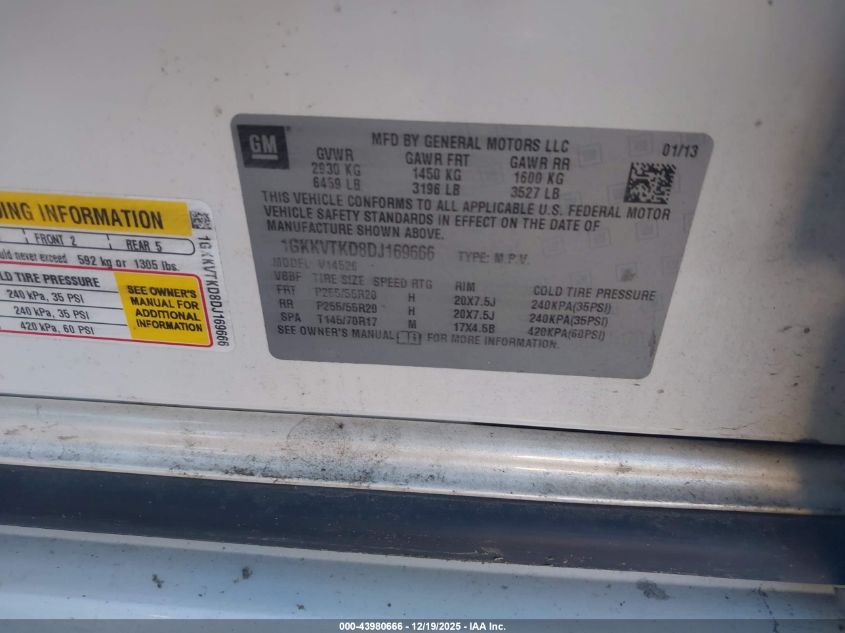 GM
MFD BY GENERAL MOTORS LLC
01/13
GVWR GAWR FRT GAWR RR
2930 KG 1450 KG 1600 KG
6459 LB 3196 LB 3527 LB
THIS VEHICLE CONFORMS TO ALL APPLICABLE U.S. FEDERAL MOTOR
VEHICLE SAFETY STANDARDS IN EFFECT ON THE DATE OF
MANUFACTURE SHOWN ABOVE.
1GKKVTKD8DJ169666 TYPE: M.P.V.
MODEL: V14526
TIRE SIZE SPEED RTG RIM COLD TIRE PRESSURE
FRT P255/55R20 H 20X7.5J 240KPA(35PSI)
RR P255/55R20 H 20X7.5J 240KPA(35PSI)
SPA T145/70R17 M 17X4.5B 420KPA(60PSI)
SEE OWNER'S MANUAL FOR MORE INFORMATION.
ING INFORMATION
FRONT 2 REAR 5
ould never exceed 592 kg or 1305 lbs.
COLD TIRE PRESSURE
240 kPa, 35 PSI
240 kPa, 35 PSI
420 kPa, 60 PSI
SEE OWNER'S
MANUAL FOR
ADDITIONAL
INFORMATION
1GKKVTKD8DJ169666
000-43980666 - 12/19/2025 - IAA Inc.